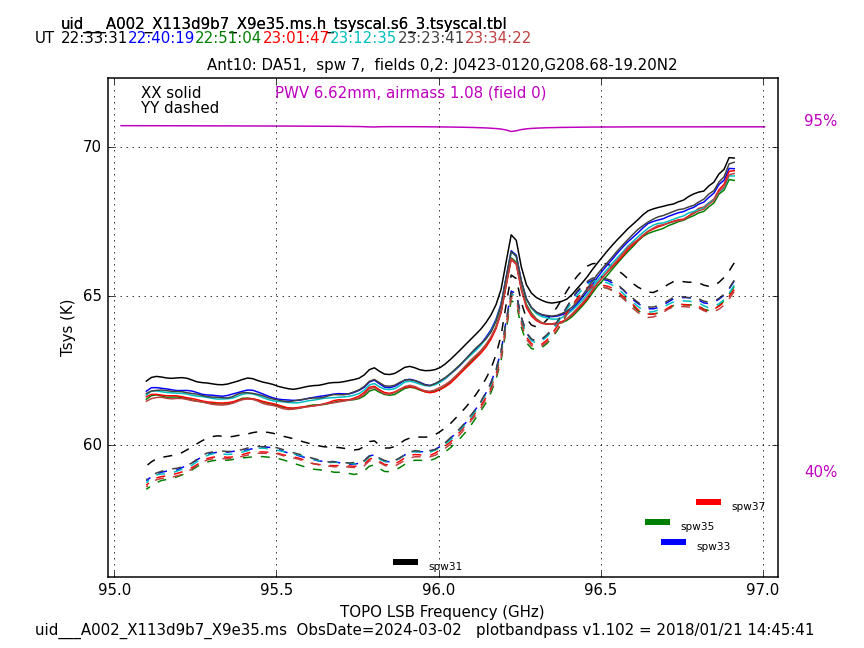 uid___A002_X113d9b7_X9e35.ms.h_tsyscal.s6_3.tsyscal.tbl
UT 22:33:31 22:40:19 22:51:04 23:01:47 23:12:35 23:23:41 23:34:22
Ant10: DA51, spw 7, fields 0,2: J0423-0120,G208.68-19.20N2
XX solid PWV 6.62mm, airmass 1.08 (field 0)
YY dashed
95%
70
65
Tsys (K)
60
40%
spw37
spw35
spw33
spw31
95.0 95.5 96.0 96.5 97.0
TOPO LSB Frequency (GHz)
uid___A002_X113d9b7_X9e35.ms ObsDate=2024-03-02 plotbandpass v1.102 = 2018/01/21 14:45:41